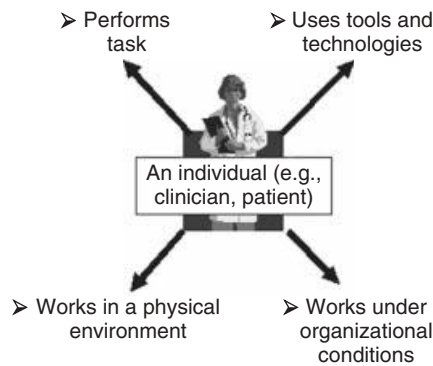 ➢ Performs
task
➢ Uses tools and
technologies
An individual (e.g.,
clinician, patient)
➢ Works in a physical
environment
➢ Works under
organizational
conditions